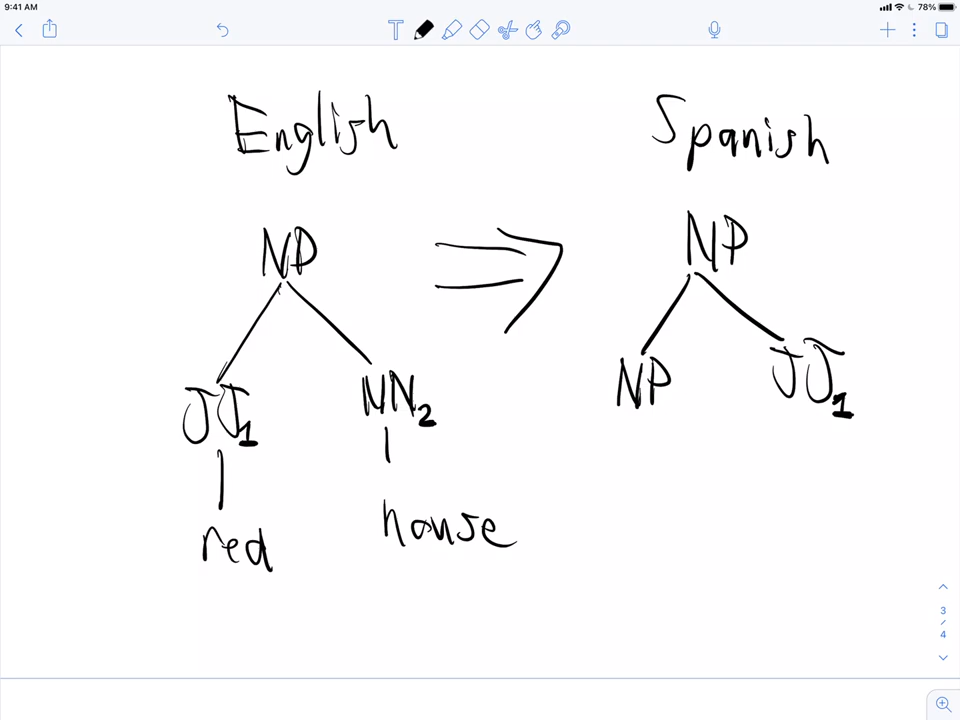 9:41 AM 78%
T
English Spanish
NP NP
JJ1 NN2 NP JJ1
red house
3
/
4